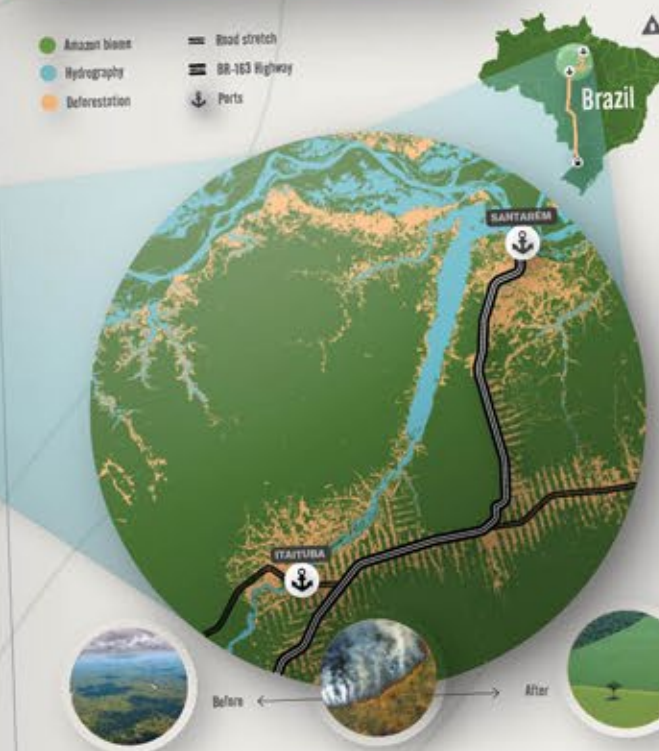 Amazon biome
Hydrography
Deforestation
Road stretch
BR-163 Highway
Ports
Brazil
SANTARÉM
ITAITUBA
Before
After